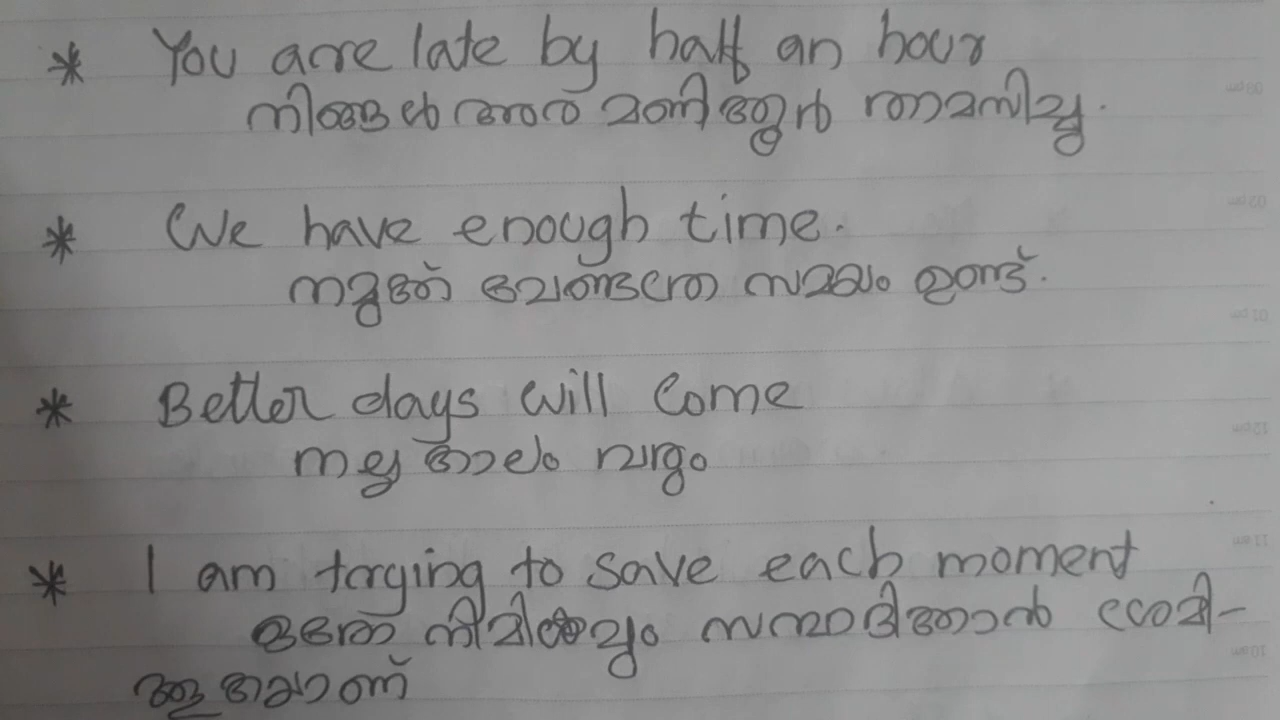 * You are late by half an hour
നിങ്ങൾ അര മണിക്കൂർ താമസിച്ചു.
* We have enough time.
നമുക്ക് വേണ്ടത്ര സമയം ഉണ്ട്.
* Better days will come
നല്ല കാലം വരും
* I am trying to save each moment
ഓരോ നിമിഷവും സമ്പാദിക്കാൻ ശ്രമി-
ക്കുകയാണ്